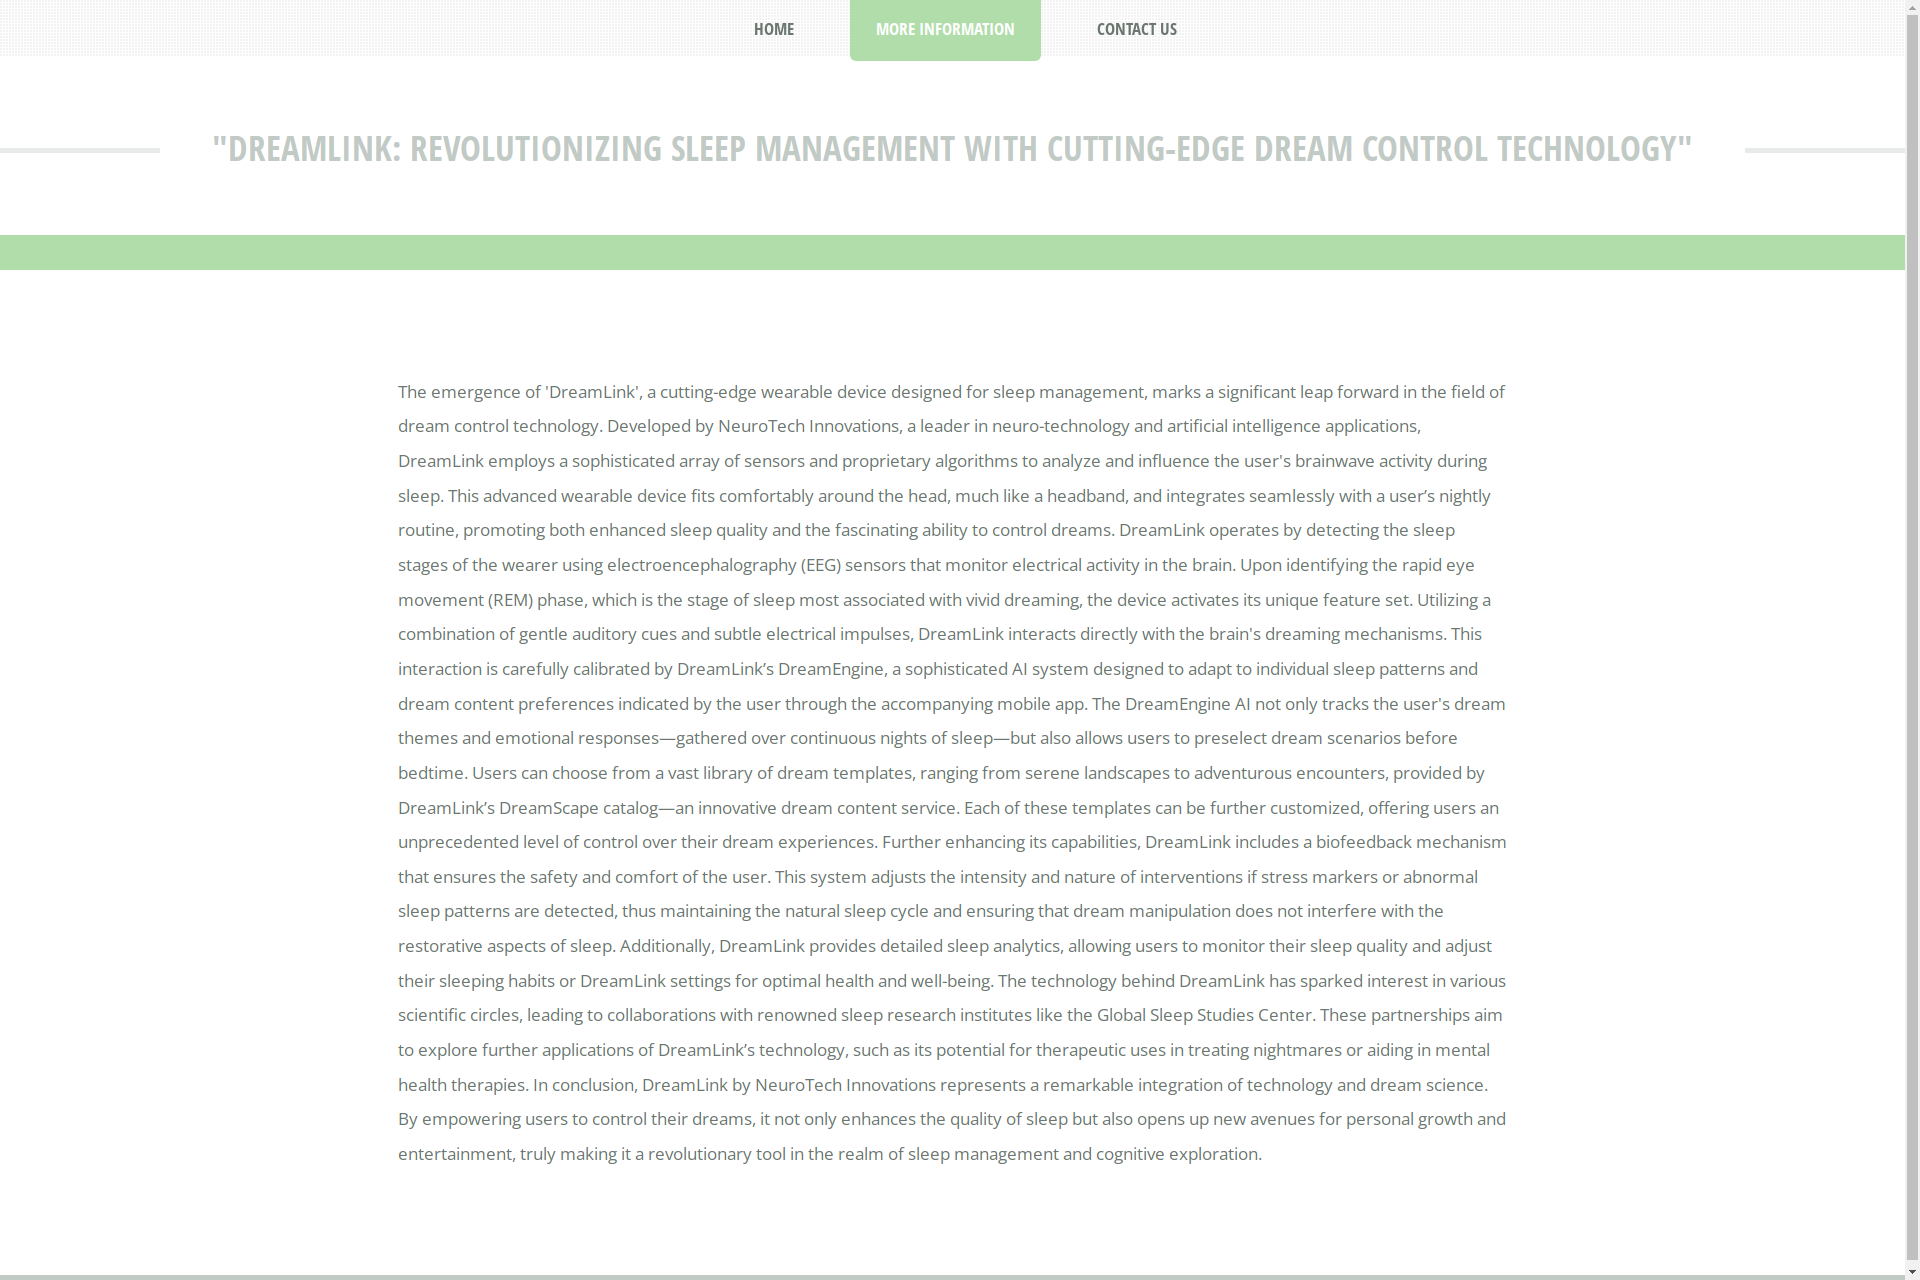 HOME
MORE INFORMATION
CONTACT US
"DREAMLINK: REVOLUTIONIZING SLEEP MANAGEMENT WITH CUTTING-EDGE DREAM CONTROL TECHNOLOGY"
The emergence of 'DreamLink', a cutting-edge wearable device designed for sleep management, marks a significant leap forward in the field of
dream control technology. Developed by NeuroTech Innovations, a leader in neuro-technology and artificial intelligence applications,
DreamLink employs a sophisticated array of sensors and proprietary algorithms to analyze and influence the user's brainwave activity during
sleep. This advanced wearable device fits comfortably around the head, much like a headband, and integrates seamlessly with a user’s nightly
routine, promoting both enhanced sleep quality and the fascinating ability to control dreams. DreamLink operates by detecting the sleep
stages of the wearer using electroencephalography (EEG) sensors that monitor electrical activity in the brain. Upon identifying the rapid eye
movement (REM) phase, which is the stage of sleep most associated with vivid dreaming, the device activates its unique feature set. Utilizing a
combination of gentle auditory cues and subtle electrical impulses, DreamLink interacts directly with the brain's dreaming mechanisms. This
interaction is carefully calibrated by DreamLink’s DreamEngine, a sophisticated AI system designed to adapt to individual sleep patterns and
dream content preferences indicated by the user through the accompanying mobile app. The DreamEngine AI not only tracks the user's dream
themes and emotional responses—gathered over continuous nights of sleep—but also allows users to preselect dream scenarios before
bedtime. Users can choose from a vast library of dream templates, ranging from serene landscapes to adventurous encounters, provided by
DreamLink’s DreamScape catalog—an innovative dream content service. Each of these templates can be further customized, offering users an
unprecedented level of control over their dream experiences. Further enhancing its capabilities, DreamLink includes a biofeedback mechanism
that ensures the safety and comfort of the user. This system adjusts the intensity and nature of interventions if stress markers or abnormal
sleep patterns are detected, thus maintaining the natural sleep cycle and ensuring that dream manipulation does not interfere with the
restorative aspects of sleep. Additionally, DreamLink provides detailed sleep analytics, allowing users to monitor their sleep quality and adjust
their sleeping habits or DreamLink settings for optimal health and well-being. The technology behind DreamLink has sparked interest in various
scientific circles, leading to collaborations with renowned sleep research institutes like the Global Sleep Studies Center. These partnerships aim
to explore further applications of DreamLink’s technology, such as its potential for therapeutic uses in treating nightmares or aiding in mental
health therapies. In conclusion, DreamLink by NeuroTech Innovations represents a remarkable integration of technology and dream science.
By empowering users to control their dreams, it not only enhances the quality of sleep but also opens up new avenues for personal growth and
entertainment, truly making it a revolutionary tool in the realm of sleep management and cognitive exploration.